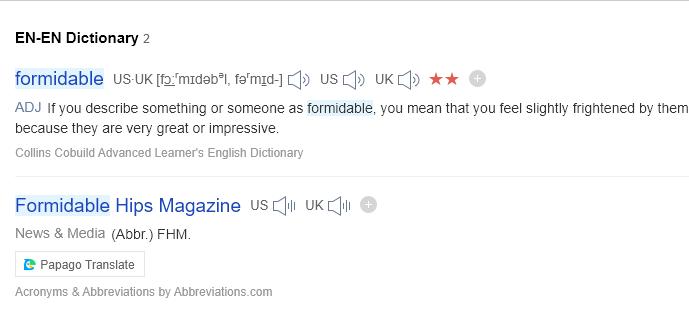 EN-EN Dictionary 2
formidable US·UK [fɔːʳmɪdəbᵊl, fəʳmɪd-] US UK ★★
ADJ If you describe something or someone as formidable, you mean that you feel slightly frightened by them
because they are very great or impressive.
Collins Cobuild Advanced Learner's English Dictionary
Formidable Hips Magazine US UK
News & Media (Abbr.) FHM.
Papago Translate
Acronyms & Abbreviations by Abbreviations.com